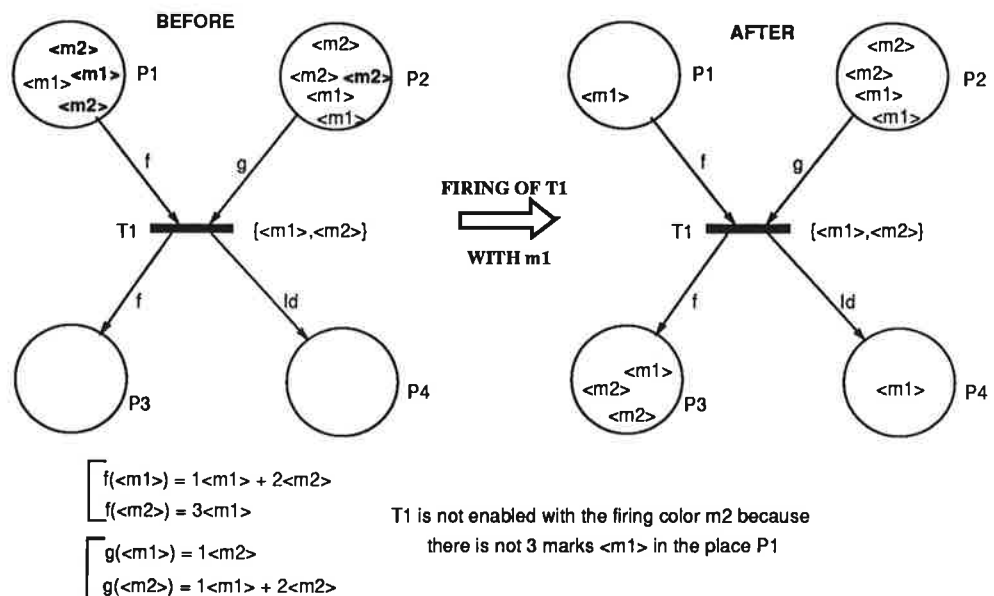 BEFORE
AFTER
<m2>
<m1> <m1>
<m2>
P1
<m2>
<m2> <m2>
<m1>
<m1>
P2
f
g
T1
{<m1>,<m2>}
f
Id
P3
P4
FIRING OF T1
WITH m1
<m1>
P1
<m2>
<m2>
<m1>
<m1>
P2
f
g
T1
{<m1>,<m2>}
f
Id
<m1>
<m2>
<m2>
P3
<m1>
P4
f(<m1>) = 1<m1> + 2<m2>
f(<m2>) = 3<m1>
g(<m1>) = 1<m2>
g(<m2>) = 1<m1> + 2<m2>
T1 is not enabled with the firing color m2 because
there is not 3 marks <m1> in the place P1